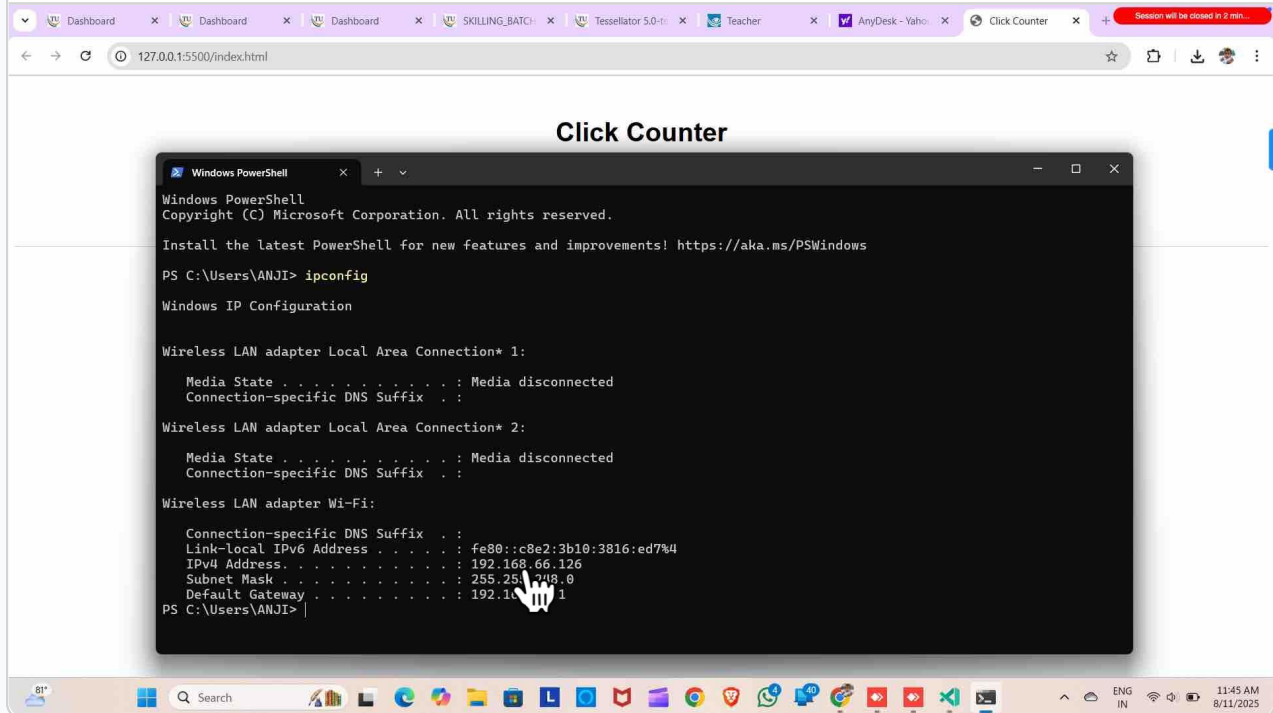 Dashboard Dashboard Dashboard SKILLING_BATCH Tessellator 5.0 Teacher AnyDesk - Yaho Click Counter Session will be closed in 2 min...
127.0.0.1:5500/index.html
Click Counter
Windows PowerShell
Windows PowerShell
Copyright (C) Microsoft Corporation. All rights reserved.
Install the latest PowerShell for new features and improvements! https://aka.ms/PSWindows
PS C:\Users\ANJI> ipconfig
Windows IP Configuration
Wireless LAN adapter Local Area Connection* 1:
Media State . . . . . . . . . . . : Media disconnected
Connection-specific DNS Suffix . :
Wireless LAN adapter Local Area Connection* 2:
Media State . . . . . . . . . . . : Media disconnected
Connection-specific DNS Suffix . :
Wireless LAN adapter Wi-Fi:
Connection-specific DNS Suffix . :
Link-local IPv6 Address . . . . . : fe80::c8e2:3b10:3816:ed7%4
IPv4 Address. . . . . . . . . . . : 192.168.66.126
Subnet Mask . . . . . . . . . . . :
Default Gateway . . . . . . . . . :
PS C:\Users\ANJI>
81° Search ENG 11:45 AM
IN 8/11/2025